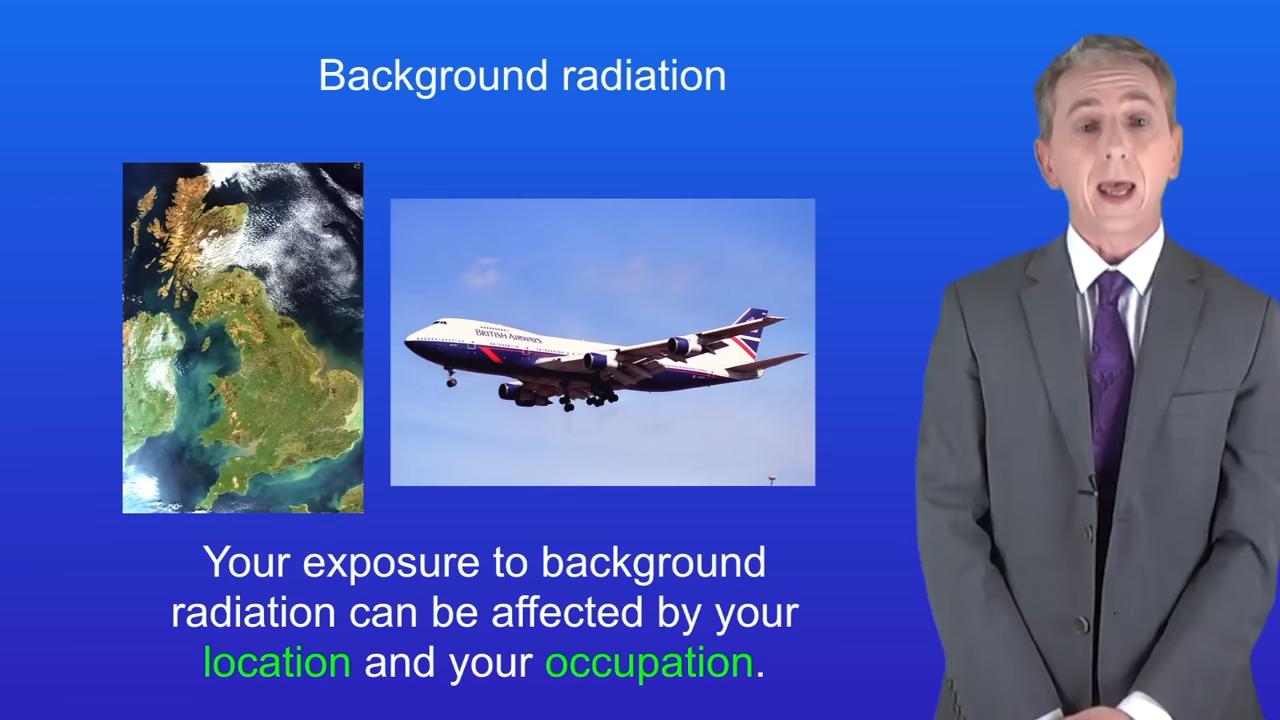 Background radiation
BRITISH AIRWAYS
Your exposure to background
radiation can be affected by your
location and your occupation.